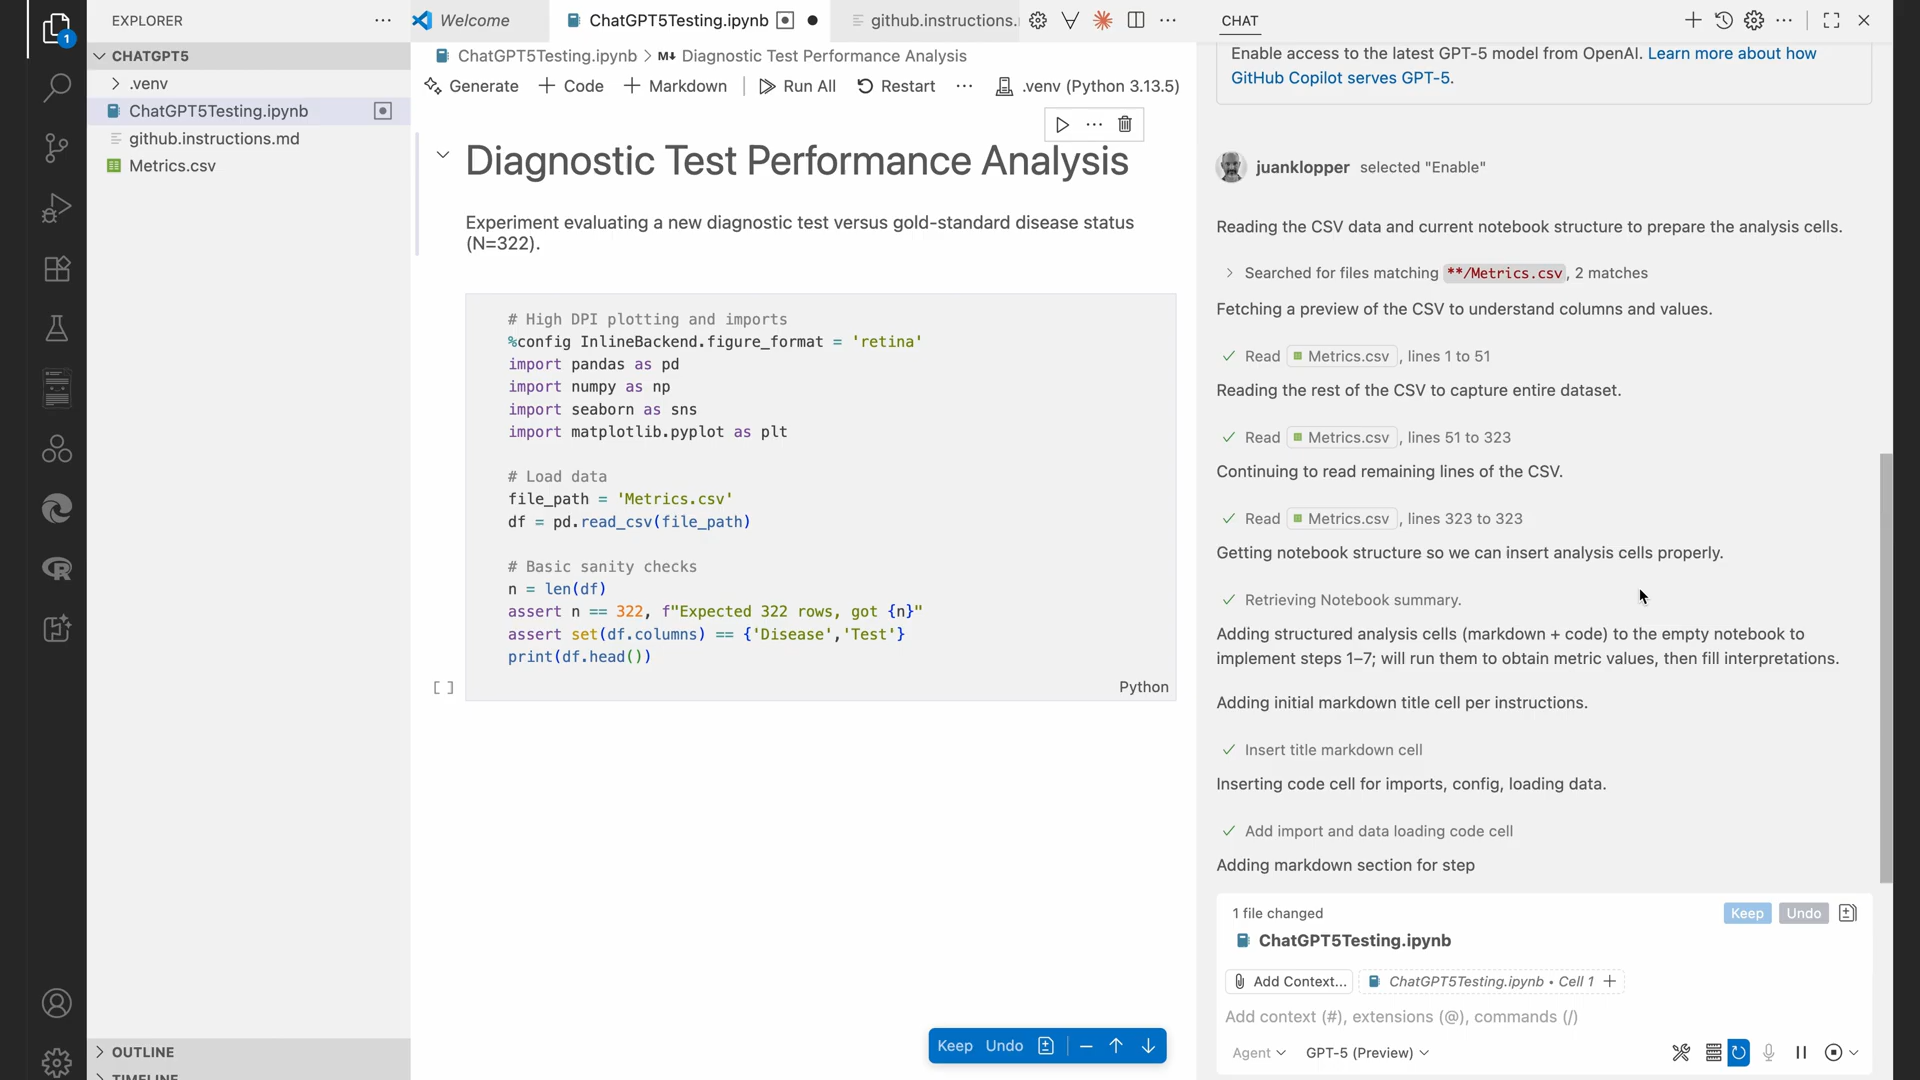 EXPLORER
1
CHATGPT5
.venv
ChatGPT5Testing.ipynb
github.instructions.md
Metrics.csv
OUTLINE
TIMELINE
Welcome
ChatGPT5Testing.ipynb
github.instructions.
ChatGPT5Testing.ipynb > M↓ Diagnostic Test Performance Analysis
Generate + Code + Markdown Run All Restart ··· .venv (Python 3.13.5)
Diagnostic Test Performance Analysis
Experiment evaluating a new diagnostic test versus gold-standard disease status
(N=322).
# High DPI plotting and imports
%config InlineBackend.figure_format = 'retina'
import pandas as pd
import numpy as np
import seaborn as sns
import matplotlib.pyplot as plt
# Load data
file_path = 'Metrics.csv'
df = pd.read_csv(file_path)
# Basic sanity checks
n = len(df)
assert n == 322, f"Expected 322 rows, got {n}"
assert set(df.columns) == {'Disease','Test'}
print(df.head())
[ ]
Python
Keep Undo
CHAT
Enable access to the latest GPT-5 model from OpenAI. Learn more about how
GitHub Copilot serves GPT-5.
juanklopper selected "Enable"
Reading the CSV data and current notebook structure to prepare the analysis cells.
> Searched for files matching **/Metrics.csv, 2 matches
Fetching a preview of the CSV to understand columns and values.
✓ Read Metrics.csv, lines 1 to 51
Reading the rest of the CSV to capture entire dataset.
✓ Read Metrics.csv, lines 51 to 323
Continuing to read remaining lines of the CSV.
✓ Read Metrics.csv, lines 323 to 323
Getting notebook structure so we can insert analysis cells properly.
✓ Retrieving Notebook summary.
Adding structured analysis cells (markdown + code) to the empty notebook to
implement steps 1–7; will run them to obtain metric values, then fill interpretations.
Adding initial markdown title cell per instructions.
✓ Insert title markdown cell
Inserting code cell for imports, config, loading data.
✓ Add import and data loading code cell
Adding markdown section for step
1 file changed
Keep Undo
ChatGPT5Testing.ipynb
Add Context... ChatGPT5Testing.ipynb • Cell 1 +
Add context (#), extensions (@), commands (/)
Agent GPT-5 (Preview)